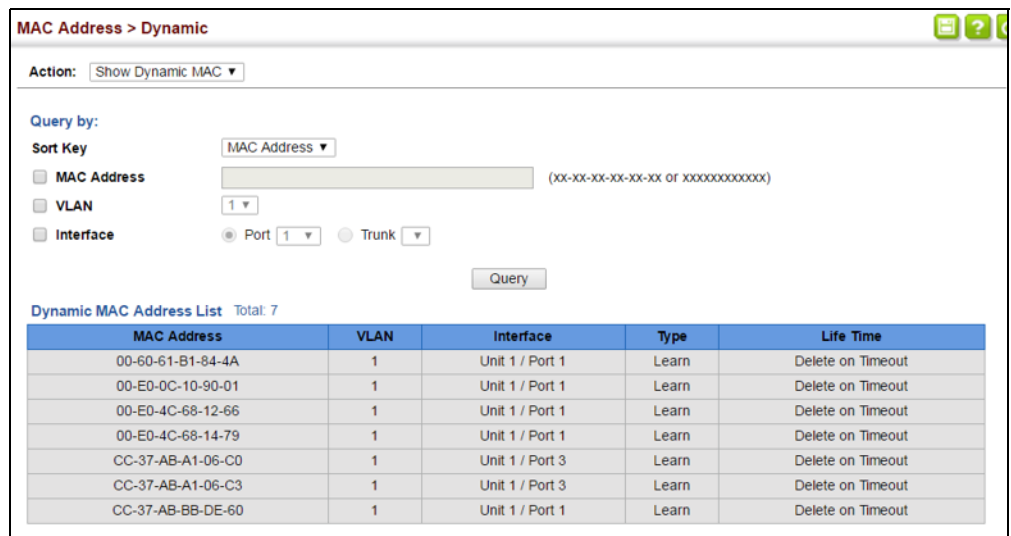 MAC Address > Dynamic
?
Action: Show Dynamic MAC
Query by:
Sort Key MAC Address
MAC Address (xx-xx-xx-xx-xx-xx or xxxxxxxxxxxx)
VLAN 1
Interface Port 1 Trunk
Query
Dynamic MAC Address List Total: 7
MAC Address VLAN Interface Type Life Time
00-60-61-B1-84-4A 1 Unit 1 / Port 1 Learn Delete on Timeout
00-E0-0C-10-90-01 1 Unit 1 / Port 1 Learn Delete on Timeout
00-E0-4C-68-12-66 1 Unit 1 / Port 1 Learn Delete on Timeout
00-E0-4C-68-14-79 1 Unit 1 / Port 1 Learn Delete on Timeout
CC-37-AB-A1-06-C0 1 Unit 1 / Port 3 Learn Delete on Timeout
CC-37-AB-A1-06-C3 1 Unit 1 / Port 3 Learn Delete on Timeout
CC-37-AB-BB-DE-60 1 Unit 1 / Port 1 Learn Delete on Timeout